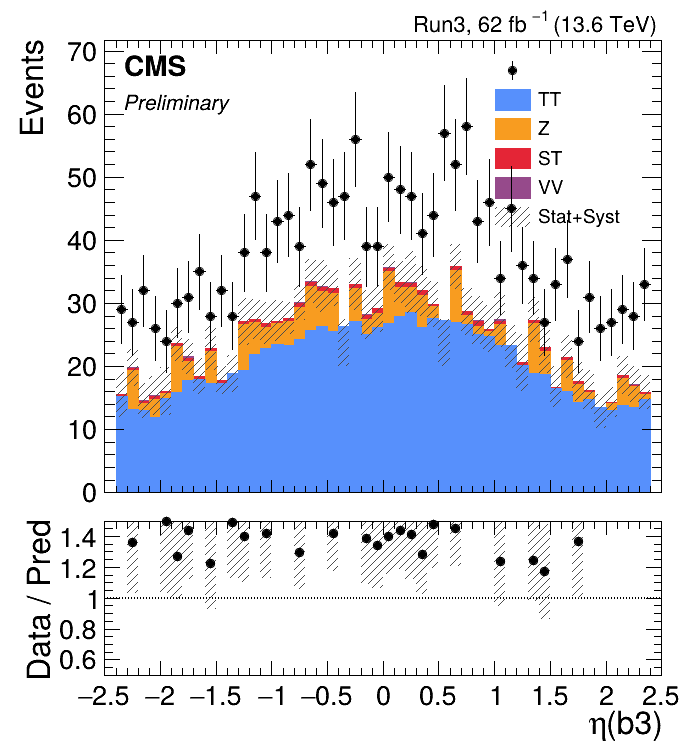 Run3, 62 fb⁻¹ (13.6 TeV)
CMS
Preliminary
Events
70
60
50
40
30
20
10
0
TT
Z
ST
VV
Stat+Syst
Data / Pred
1.4
1.2
1
0.8
0.6
−2.5 −2 −1.5 −1 −0.5 0 0.5 1 1.5 2 2.5
η(b3)